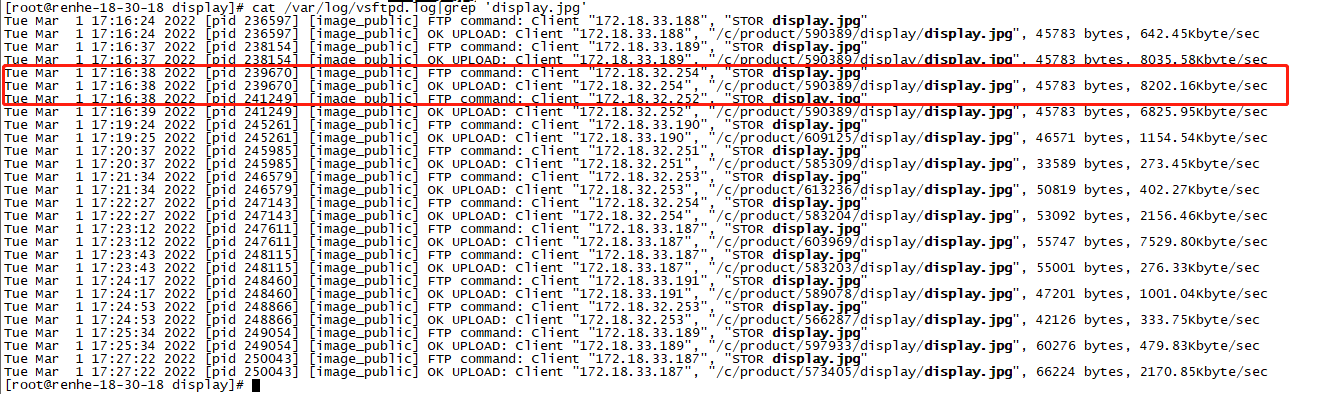 [root@renhe-18-30-18 display]# cat /var/log/vsftpd.log|grep 'display.jpg'
Tue Mar  1 17:16:24 2022 [pid 236597] [image_public] FTP command: Client "172.18.33.188", "STOR display.jpg"
Tue Mar  1 17:16:24 2022 [pid 236597] [image_public] OK UPLOAD: Client "172.18.33.188", "/c/product/590389/display/display.jpg", 45783 bytes, 642.45Kbyte/sec
Tue Mar  1 17:16:37 2022 [pid 238154] [image_public] FTP command: Client "172.18.33.189", "STOR display.jpg"
Tue Mar  1 17:16:37 2022 [pid 238154] [image_public] OK UPLOAD: Client "172.18.33.189", "/c/product/590389/display/display.jpg", 45783 bytes, 8035.58Kbyte/sec
Tue Mar  1 17:16:38 2022 [pid 239670] [image_public] FTP command: Client "172.18.32.254", "STOR display.jpg"
Tue Mar  1 17:16:38 2022 [pid 239670] [image_public] OK UPLOAD: Client "172.18.32.254", "/c/product/590389/display/display.jpg", 45783 bytes, 8202.16Kbyte/sec
Tue Mar  1 17:16:38 2022 [pid 241249] [image_public] FTP command: Client "172.18.32.252", "STOR display.jpg"
Tue Mar  1 17:16:39 2022 [pid 241249] [image_public] OK UPLOAD: Client "172.18.32.252", "/c/product/590389/display/display.jpg", 45783 bytes, 6825.95Kbyte/sec
Tue Mar  1 17:19:24 2022 [pid 245261] [image_public] FTP command: Client "172.18.33.190", "STOR display.jpg"
Tue Mar  1 17:19:25 2022 [pid 245261] [image_public] OK UPLOAD: Client "172.18.33.190", "/c/product/609125/display/display.jpg", 46571 bytes, 1154.54Kbyte/sec
Tue Mar  1 17:20:37 2022 [pid 245985] [image_public] FTP command: Client "172.18.32.251", "STOR display.jpg"
Tue Mar  1 17:20:37 2022 [pid 245985] [image_public] OK UPLOAD: Client "172.18.32.251", "/c/product/585309/display/display.jpg", 33589 bytes, 273.45Kbyte/sec
Tue Mar  1 17:21:34 2022 [pid 246579] [image_public] FTP command: Client "172.18.32.253", "STOR display.jpg"
Tue Mar  1 17:21:34 2022 [pid 246579] [image_public] OK UPLOAD: Client "172.18.32.253", "/c/product/613236/display/display.jpg", 50819 bytes, 402.27Kbyte/sec
Tue Mar  1 17:22:27 2022 [pid 247143] [image_public] FTP command: Client "172.18.32.254", "STOR display.jpg"
Tue Mar  1 17:22:27 2022 [pid 247143] [image_public] OK UPLOAD: Client "172.18.32.254", "/c/product/583204/display/display.jpg", 53092 bytes, 2156.46Kbyte/sec
Tue Mar  1 17:23:12 2022 [pid 247611] [image_public] FTP command: Client "172.18.33.187", "STOR display.jpg"
Tue Mar  1 17:23:12 2022 [pid 247611] [image_public] OK UPLOAD: Client "172.18.33.187", "/c/product/603969/display/display.jpg", 55747 bytes, 7529.80Kbyte/sec
Tue Mar  1 17:23:43 2022 [pid 248115] [image_public] FTP command: Client "172.18.33.187", "STOR display.jpg"
Tue Mar  1 17:23:43 2022 [pid 248115] [image_public] OK UPLOAD: Client "172.18.33.187", "/c/product/583203/display/display.jpg", 55001 bytes, 276.33Kbyte/sec
Tue Mar  1 17:24:17 2022 [pid 248460] [image_public] FTP command: Client "172.18.33.191", "STOR display.jpg"
Tue Mar  1 17:24:17 2022 [pid 248460] [image_public] OK UPLOAD: Client "172.18.33.191", "/c/product/589078/display/display.jpg", 47201 bytes, 1001.04Kbyte/sec
Tue Mar  1 17:24:53 2022 [pid 248866] [image_public] FTP command: Client "172.18.32.253", "STOR display.jpg"
Tue Mar  1 17:24:53 2022 [pid 248866] [image_public] OK UPLOAD: Client "172.18.32.253", "/c/product/566287/display/display.jpg", 42126 bytes, 333.75Kbyte/sec
Tue Mar  1 17:25:34 2022 [pid 249054] [image_public] FTP command: Client "172.18.33.189", "STOR display.jpg"
Tue Mar  1 17:25:34 2022 [pid 249054] [image_public] OK UPLOAD: Client "172.18.33.189", "/c/product/597933/display/display.jpg", 60276 bytes, 479.83Kbyte/sec
Tue Mar  1 17:27:22 2022 [pid 250043] [image_public] FTP command: Client "172.18.33.187", "STOR display.jpg"
Tue Mar  1 17:27:22 2022 [pid 250043] [image_public] OK UPLOAD: Client "172.18.33.187", "/c/product/573405/display/display.jpg", 66224 bytes, 2170.85Kbyte/sec
[root@renhe-18-30-18 display]#